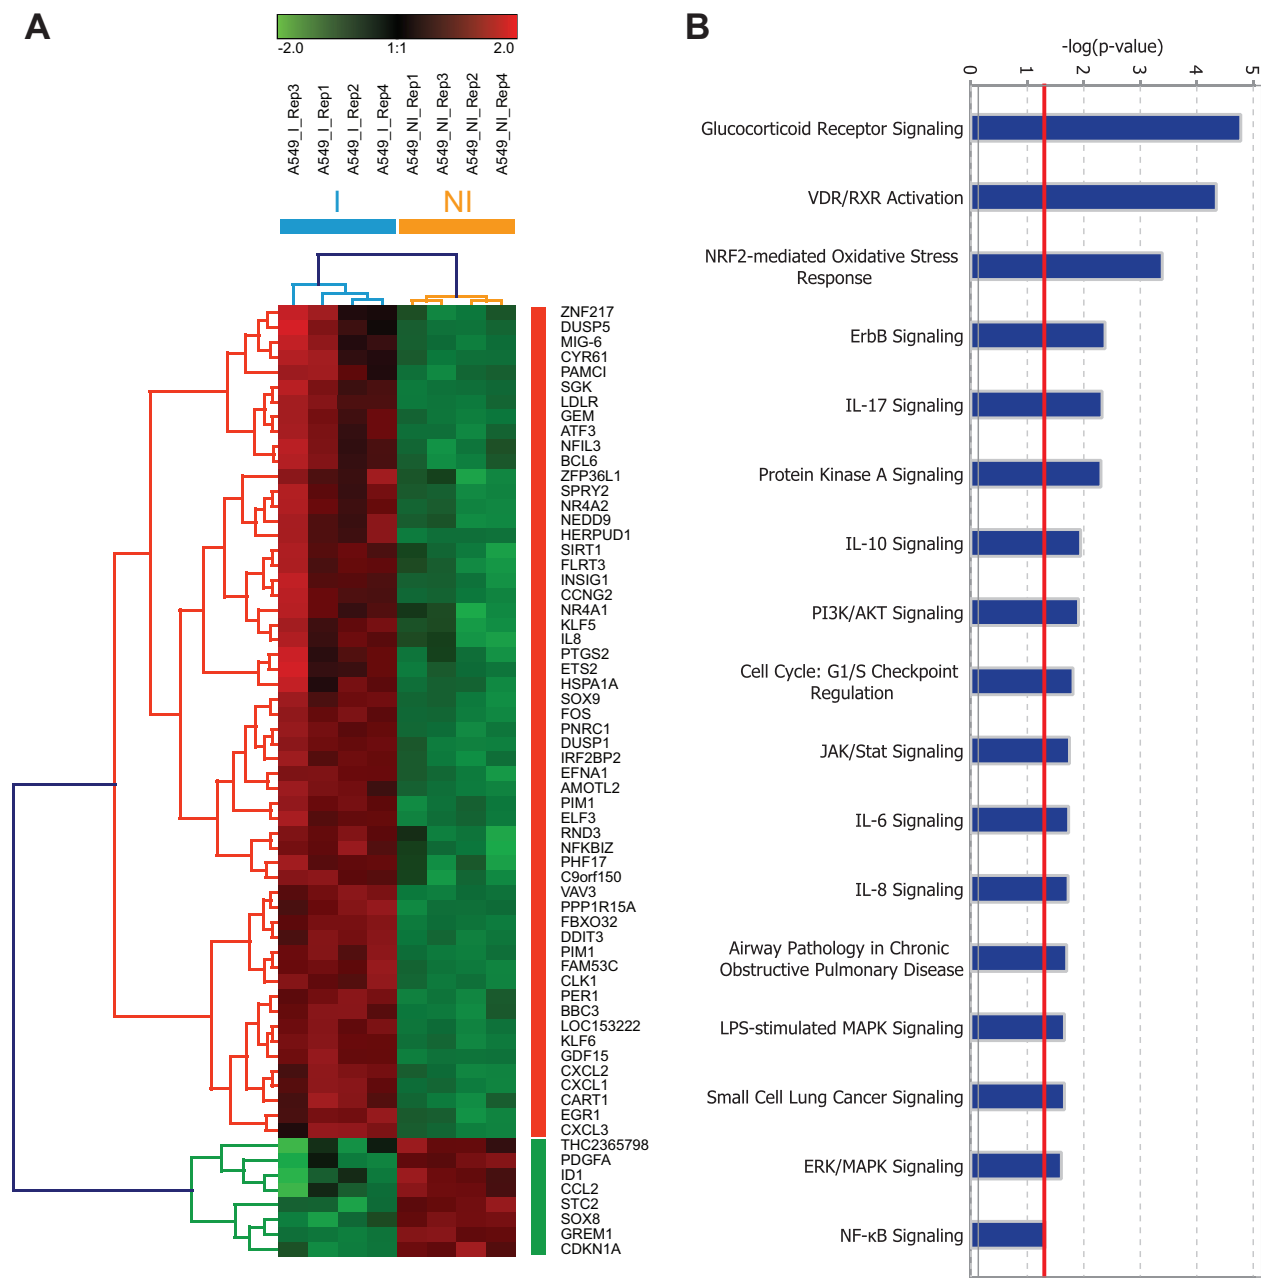 A
-2.0 1:1 2.0
A549_I_Rep3
A549_I_Rep1
A549_I_Rep2
A549_I_Rep4
A549_NI_Rep1
A549_NI_Rep3
A549_NI_Rep2
A549_NI_Rep4
I NI
ZNF217
DUSP5
MIG-6
CYR61
PAMCI
SGK
LDLR
GEM
ATF3
NFIL3
BCL6
ZFP36L1
SPRY2
NR4A2
NEDD9
HERPUD1
SIRT1
FLRT3
INSIG1
CCNG2
NR4A1
KLF5
IL8
PTGS2
ETS2
HSPA1A
SOX9
FOS
PNRC1
DUSP1
IRF2BP2
EFNA1
AMOTL2
PIM1
ELF3
RND3
NFKBIZ
PHF17
C9orf150
VAV3
PPP1R15A
FBXO32
DDIT3
PIM1
FAM53C
CLK1
PER1
BBC3
LOC153222
KLF6
GDF15
CXCL2
CXCL1
CART1
EGR1
CXCL3
THC2365798
PDGFA
ID1
CCL2
STC2
SOX8
GREM1
CDKN1A
B
-log(p-value)
0 1 2 3 4 5
Glucocorticoid Receptor Signaling
VDR/RXR Activation
NRF2-mediated Oxidative Stress
Response
ErbB Signaling
IL-17 Signaling
Protein Kinase A Signaling
IL-10 Signaling
PI3K/AKT Signaling
Cell Cycle: G1/S Checkpoint
Regulation
JAK/Stat Signaling
IL-6 Signaling
IL-8 Signaling
Airway Pathology in Chronic
Obstructive Pulmonary Disease
LPS-stimulated MAPK Signaling
Small Cell Lung Cancer Signaling
ERK/MAPK Signaling
NF-κB Signaling